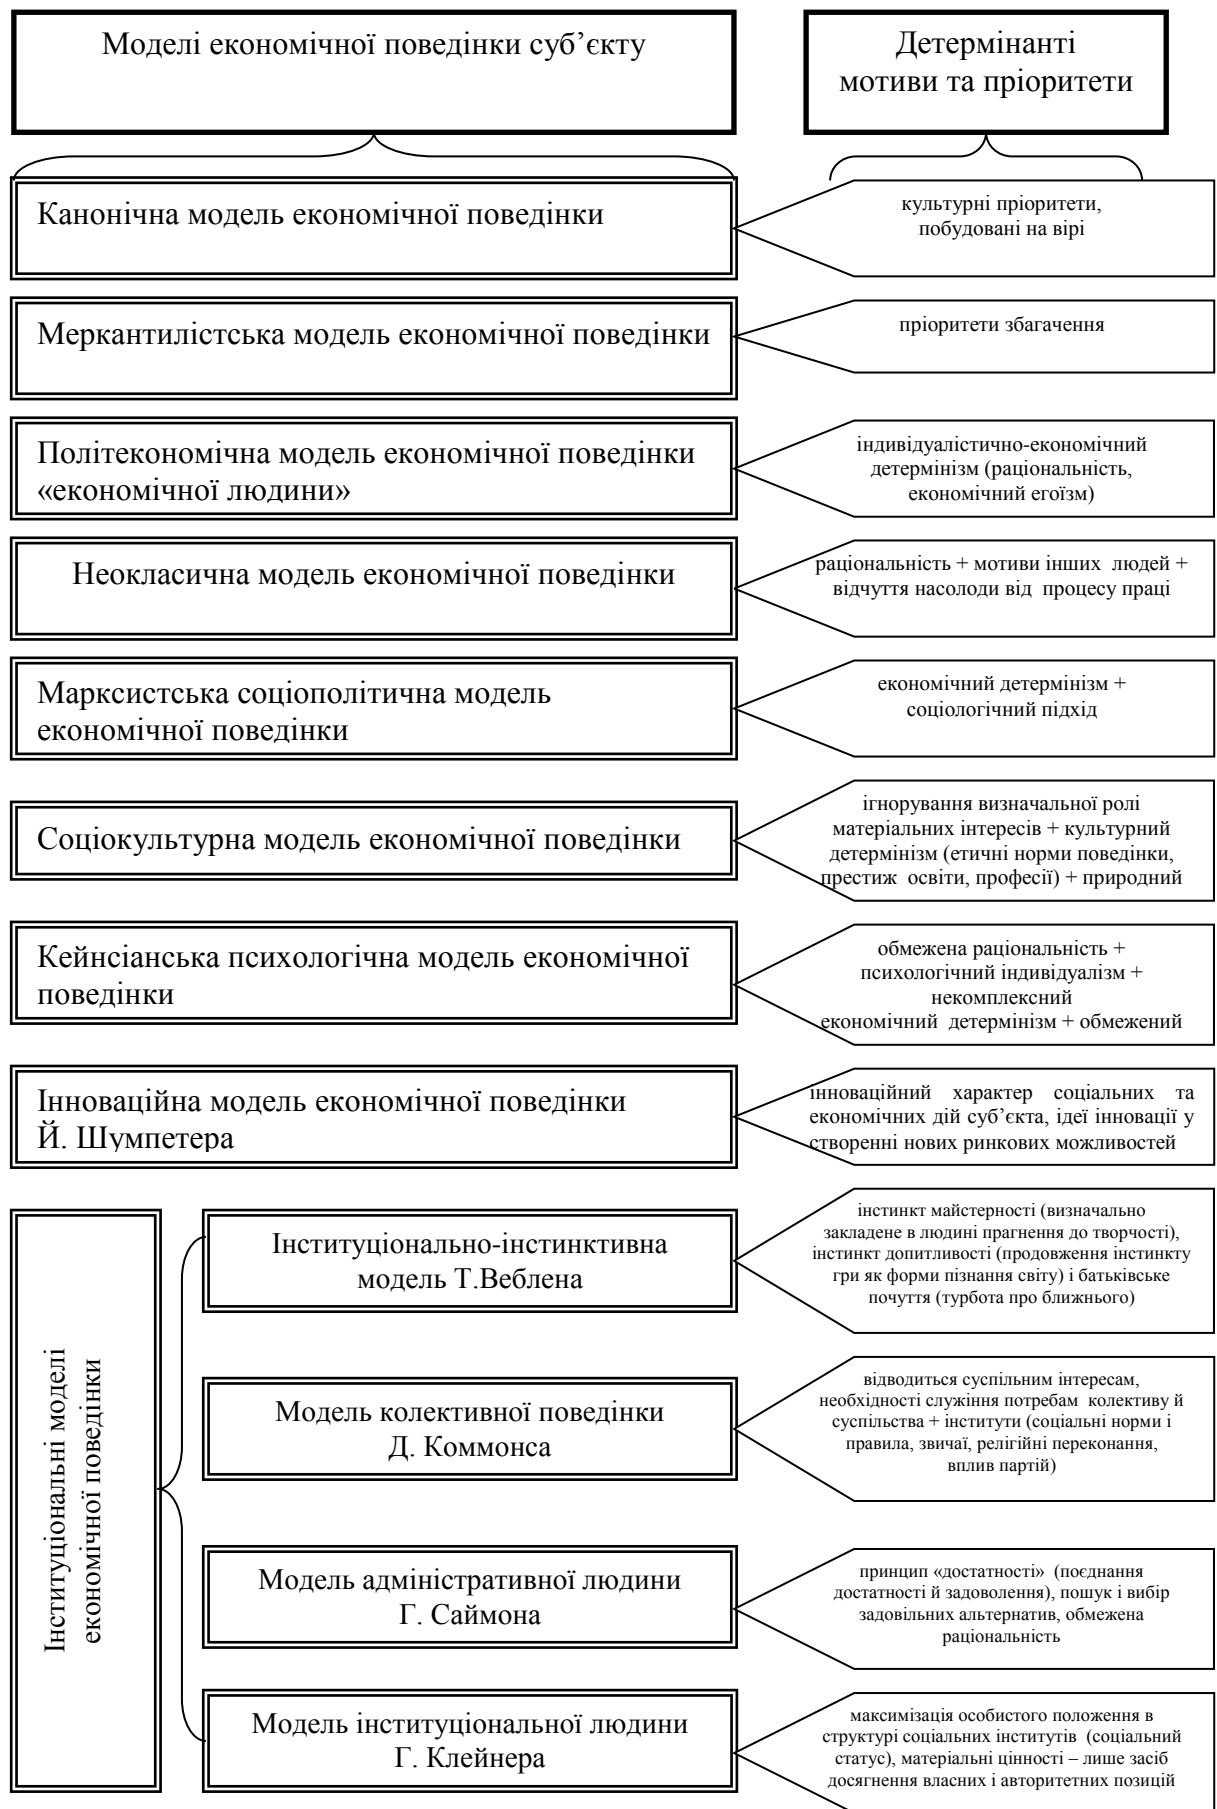 Моделі економічної поведінки суб’єкту
Детермінанті
мотиви та пріоритети
Канонічна модель економічної поведінки
культурні пріоритети,
побудовані на вірі
Меркантилістська модель економічної поведінки
пріоритети збагачення
Політекономічна модель економічної поведінки
«економічної людини»
індивідуалістично-економічний
детермінізм (раціональність,
економічний егоїзм)
Неокласична модель економічної поведінки
раціональність + мотиви інших людей +
відчуття насолоди від процесу праці
Марксистська соціополітична модель
економічної поведінки
економічний детермінізм +
соціологічний підхід
Соціокультурна модель економічної поведінки
ігнорування визначальної ролі
матеріальних інтересів + культурний
детермінізм (етичні норми поведінки,
престиж освіти, професії) + природний
Кейнсіанська психологічна модель економічної
поведінки
обмежена раціональність +
психологічний індивідуалізм +
некомплексний
економічний детермінізм + обмежений
Інноваційна модель економічної поведінки
Й. Шумпетера
інноваційний характер соціальних та
економічних дій суб’єкта, ідеї інновації у
створенні нових ринкових можливостей
Інституціональні моделі
економічної поведінки
Інституціонально-інстинктивна
модель Т.Веблена
інстинкт майстерності (визначально
закладене в людині прагнення до творчості),
інстинкт допитливості (продовження інстинкту
гри як форми пізнання світу) і батьківське
почуття (турбота про ближнього)
Модель колективної поведінки
Д. Коммонса
відводиться суспільним інтересам,
необхідності служіння потребам колективу й
суспільства + інститути (соціальні норми і
правила, звичаї, релігійні переконання,
вплив партій)
Модель адміністративної людини
Г. Саймона
принцип «достатності» (поєднання
достатності й задоволення), пошук і вибір
задовільних альтернатив, обмежена
раціональність
Модель інституціональної людини
Г. Клейнера
максимізація особистого положення в
структурі соціальних інститутів (соціальний
статус), матеріальні цінності – лише засіб
досягнення власних і авторитетних позицій